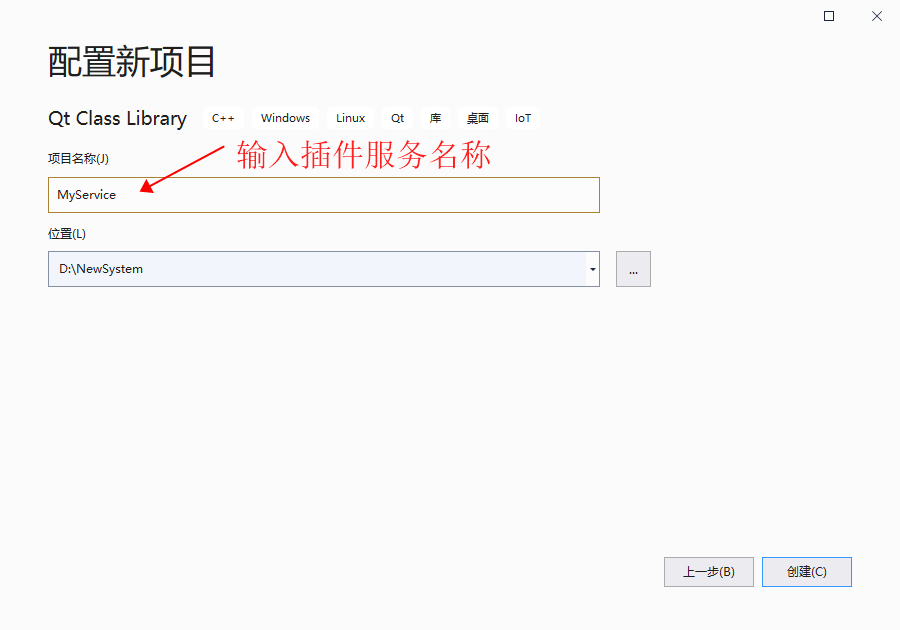 配置新项目
Qt Class Library C++ Windows Linux Qt 库 桌面 IoT
项目名称(J) 输入插件服务名称
MyService
位置(L)
D:\NewSystem ...
上一步(B) 创建(C)